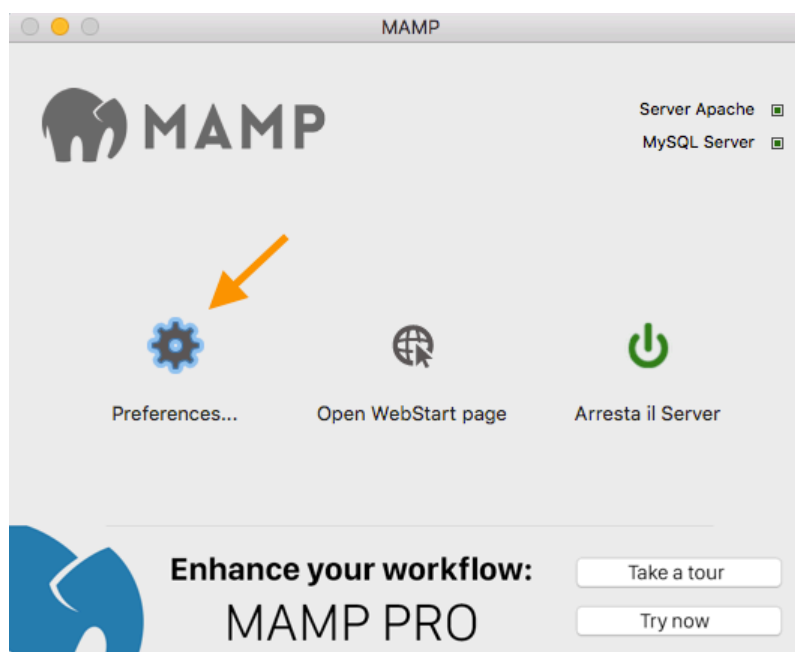 MAMP
MAMP
Server Apache
MySQL Server
Preferences...
Open WebStart page
Arresta il Server
Enhance your workflow:
MAMP PRO
Take a tour
Try now